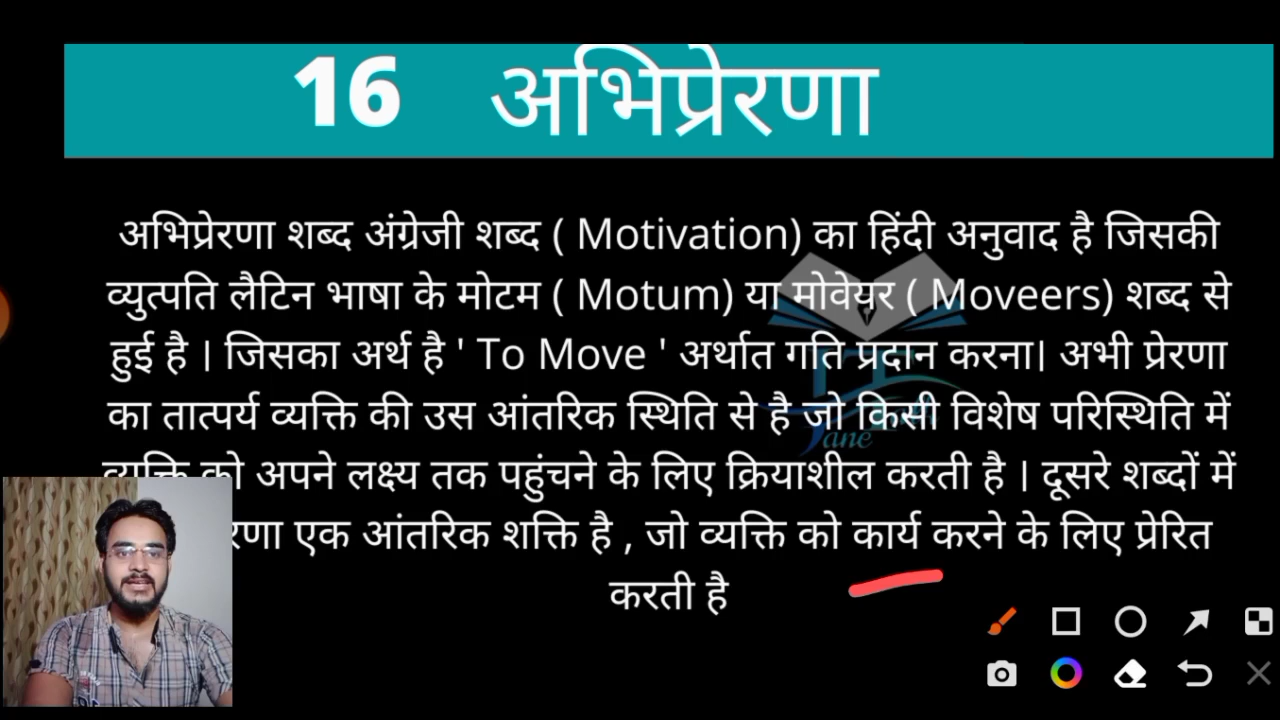 16 अभिप्रेरणा
अभिप्रेरणा शब्द अंग्रेजी शब्द ( Motivation) का हिंदी अनुवाद है जिसकी
व्युत्पति लैटिन भाषा के मोटम ( Motum) या मोवेयर ( Moveers) शब्द से
हुई है । जिसका अर्थ है ' To Move ' अर्थात गति प्रदान करना। अभी प्रेरणा
का तात्पर्य व्यक्ति की उस आंतरिक स्थिति से है जो किसी विशेष परिस्थिति में
व्यक्ति को अपने लक्ष्य तक पहुंचने के लिए क्रियाशील करती है । दूसरे शब्दों में
एक आंतरिक शक्ति है , जो व्यक्ति को कार्य करने के लिए प्रेरित
करती है